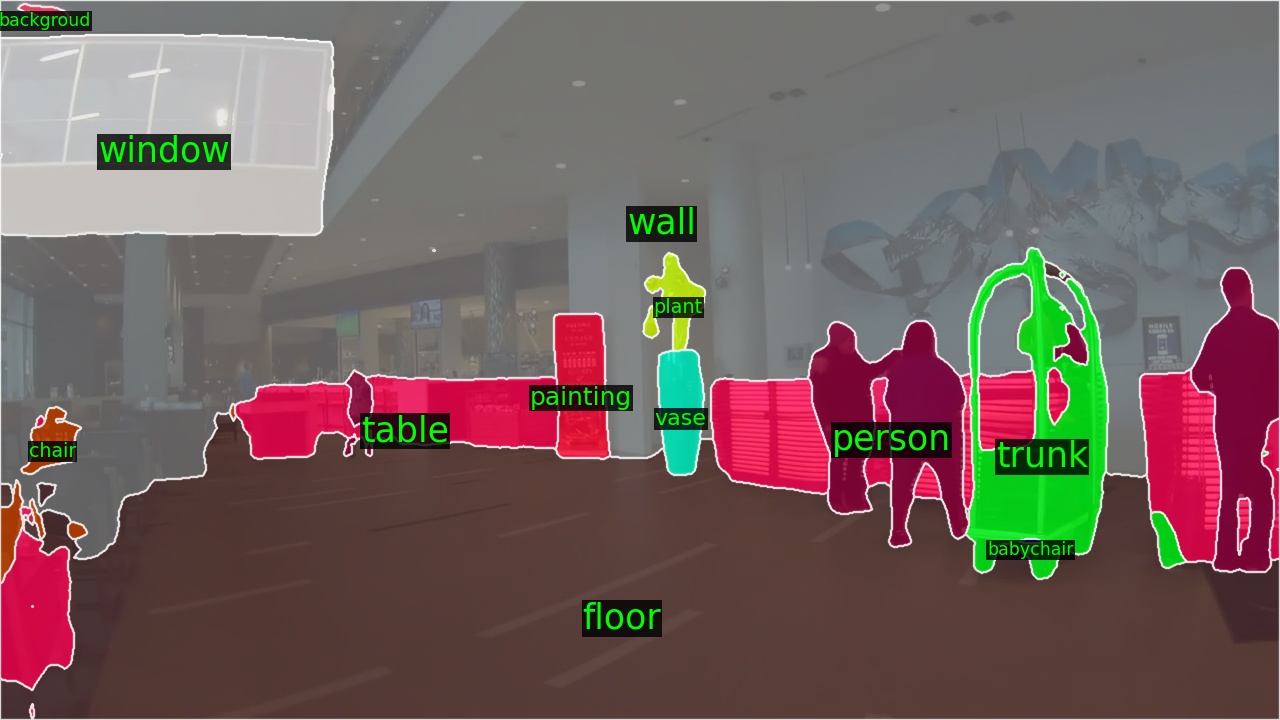 backgroud
window
wall
plant
painting
vase
table
chair
person
trunk
babychair
floor
MOBILE